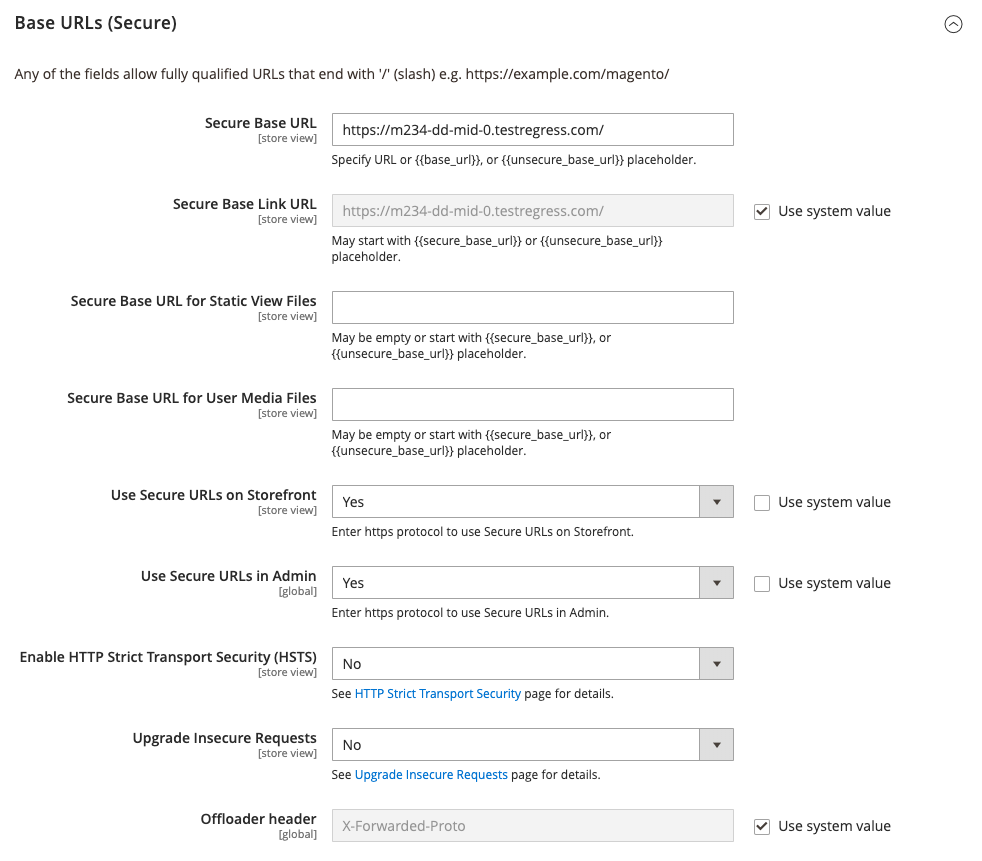 Base URLs (Secure)
Any of the fields allow fully qualified URLs that end with '/' (slash) e.g. https://example.com/magento/
Secure Base URL
[store view]
https://m234-dd-mid-0.testregress.com/
Specify URL or {{base_url}}, or {{unsecure_base_url}} placeholder.
Secure Base Link URL
[store view]
https://m234-dd-mid-0.testregress.com/
Use system value
May start with {{secure_base_url}} or {{unsecure_base_url}}
placeholder.
Secure Base URL for Static View Files
[store view]
May be empty or start with {{secure_base_url}}, or
{{unsecure_base_url}} placeholder.
Secure Base URL for User Media Files
[store view]
May be empty or start with {{secure_base_url}}, or
{{unsecure_base_url}} placeholder.
Use Secure URLs on Storefront
[store view]
Yes
Use system value
Enter https protocol to use Secure URLs on Storefront.
Use Secure URLs in Admin
[global]
Yes
Use system value
Enter https protocol to use Secure URLs in Admin.
Enable HTTP Strict Transport Security (HSTS)
[store view]
No
See HTTP Strict Transport Security page for details.
Upgrade Insecure Requests
[store view]
No
See Upgrade Insecure Requests page for details.
Offloader header
[global]
X-Forwarded-Proto
Use system value